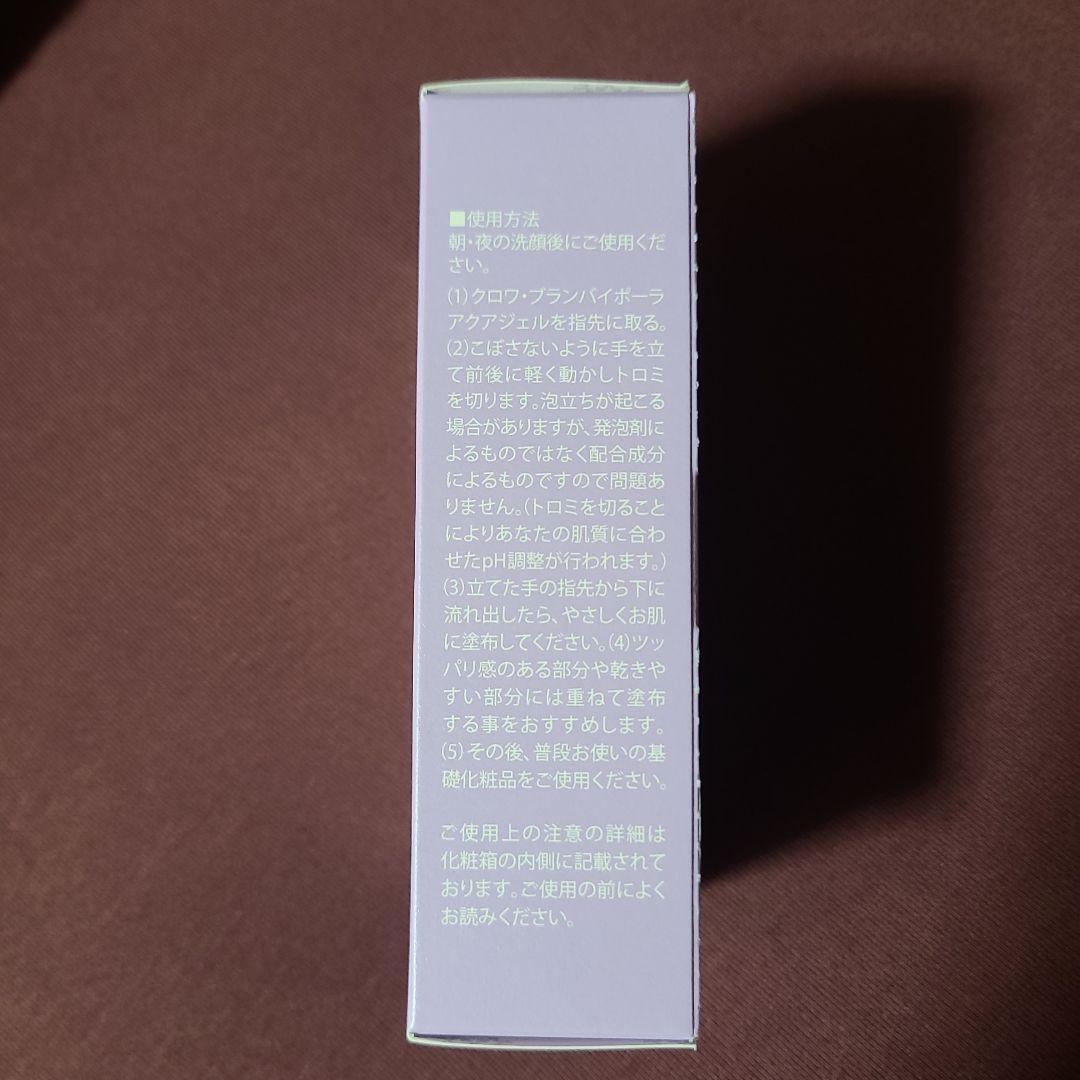 ■使用方法
朝・夜の洗顔後にご使用くだ
さい。
(1)クロワ・ブランバイポーラ
アクアジェルを指先に取る。
(2)こぼさないように手を立
て前後に軽く動かしトロミ
を切ります。泡立ちが起こる
場合がありますが、発泡剤に
よるものではなく配合成分
によるものですので問題あ
りません。(トロミを切ること
によりあなたの肌質に合わ
せたpH調整が行われます。)
(3)立てた手の指先から下に
流れ出したら、やさしくお肌
に塗布してください。(4)ツッ
パリ感のある部分や乾きや
すい部分には重ねて塗布
する事をおすすめします。
(5)その後、普段お使いの基
礎化粧品をご使用ください。
ご使用上の注意の詳細は
化粧箱の内側に記載されて
おります。ご使用の前によく
お読みください。